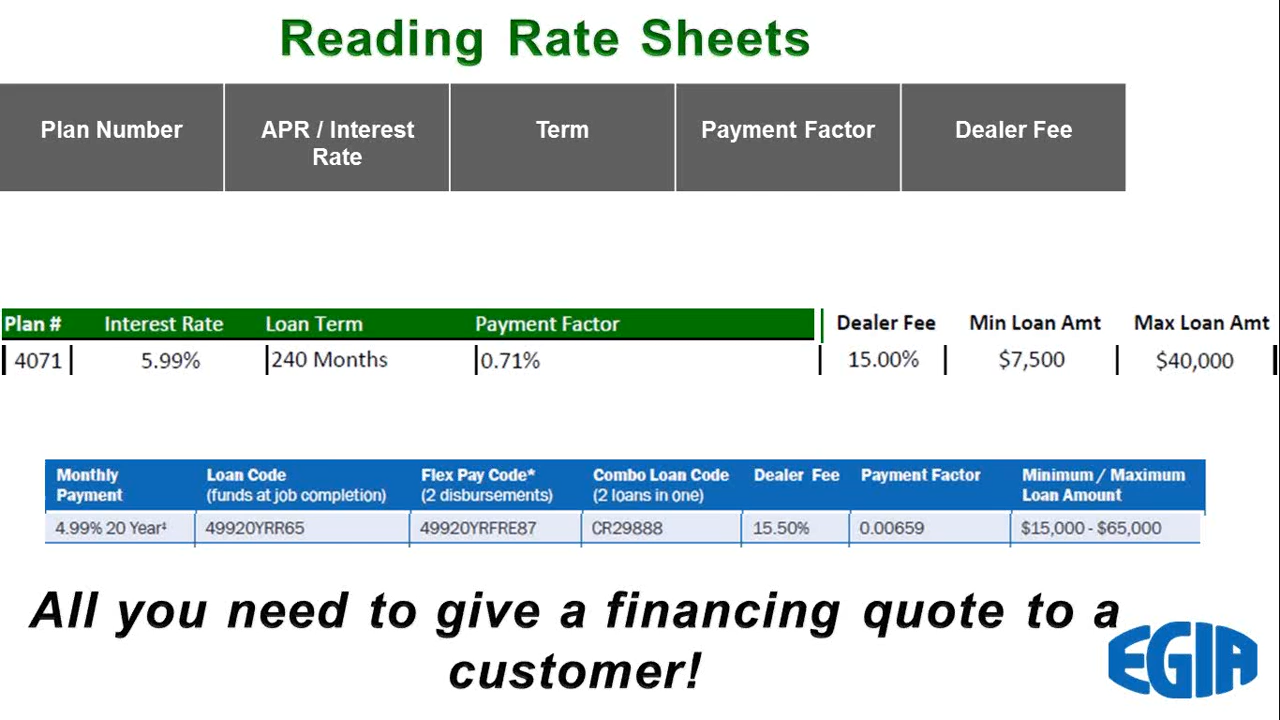 Reading Rate Sheets
Plan Number APR / Interest Rate Term Payment Factor Dealer Fee
Plan # Interest Rate Loan Term Payment Factor Dealer Fee Min Loan Amt Max Loan Amt
4071 5.99% 240 Months 0.71% 15.00% $7,500 $40,000
Monthly Payment Loan Code (funds at job completion) Flex Pay Code* (2 disbursements) Combo Loan Code (2 loans in one) Dealer Fee Payment Factor Minimum / Maximum Loan Amount
4.99% 20 Year‡ 49920YRR65 49920YRFRE87 CR29888 15.50% 0.00659 $15,000 - $65,000
All you need to give a financing quote to a
customer!
EGIA